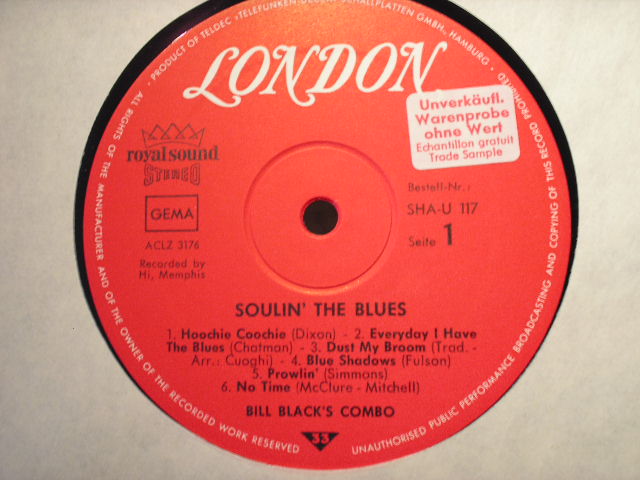 PRODUCT OF TELDEC »TELEFUNKEN-DECCA« SCHALLPLATTEN GMBH, HAMBURG · ALL RIGHTS OF THE MANUFACTURER AND OF THE OWNER OF THE RECORDED WORK RESERVED
UNAUTHORISED PUBLIC PERFORMANCE BROADCASTING AND COPYING OF THIS RECORD PROHIBITED
LONDON
Unverkäufl.
Warenprobe
ohne Wert
Echantillon gratuit
Trade Sample
royal sound
STEREO
GEMA
ACLZ 3176
Recorded by
Hi, Memphis
Bestell-Nr.:
SHA-U 117
Seite 1
SOULIN' THE BLUES
1. Hoochie Coochie (Dixon) - 2. Everyday I Have
The Blues (Chatman) - 3. Dust My Broom (Trad. -
Arr.: Cuoghi) - 4. Blue Shadows (Fulson)
5. Prowlin' (Simmons)
6. No Time (McClure - Mitchell)
BILL BLACK'S COMBO
33